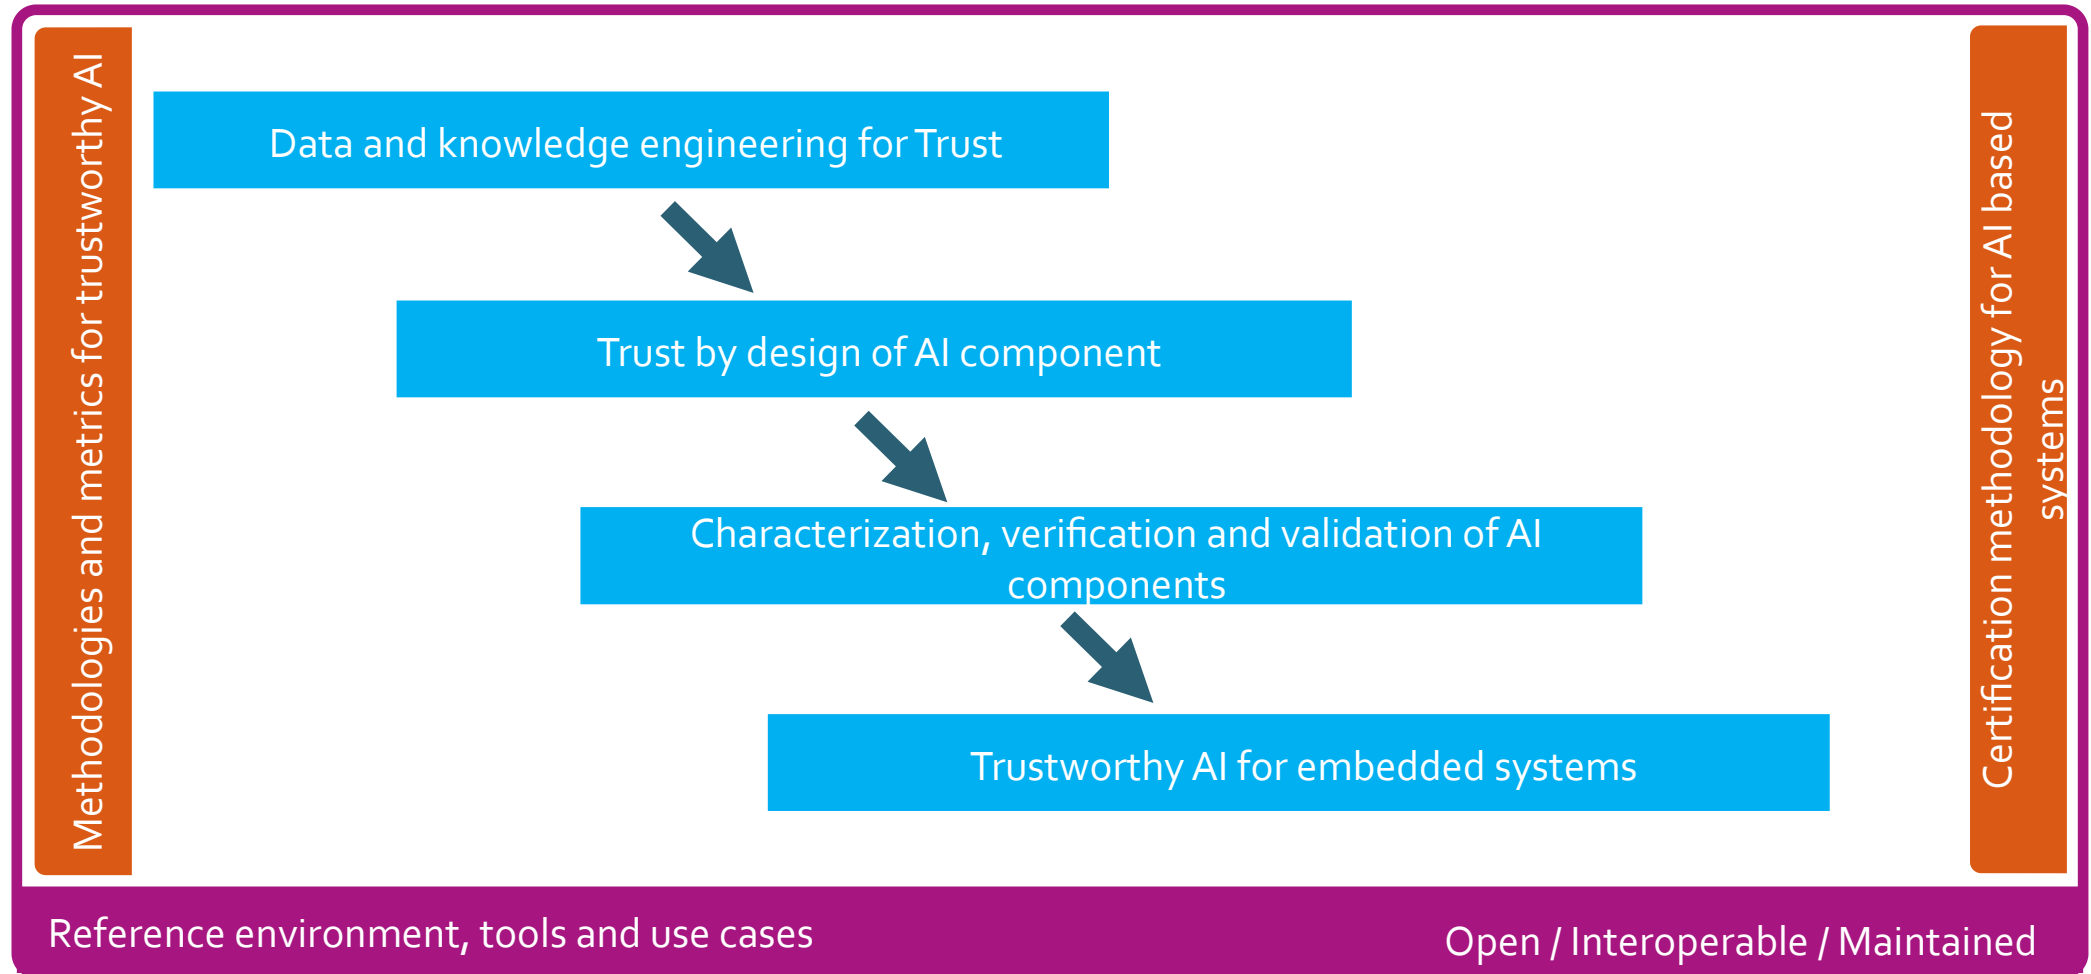 Methodologies and metrics for trustworthy AI
Data and knowledge engineering for Trust
Trust by design of AI component
Characterization, verification and validation of AI
components
Trustworthy AI for embedded systems
Certification methodology for AI based
systems
Reference environment, tools and use cases
Open / Interoperable / Maintained